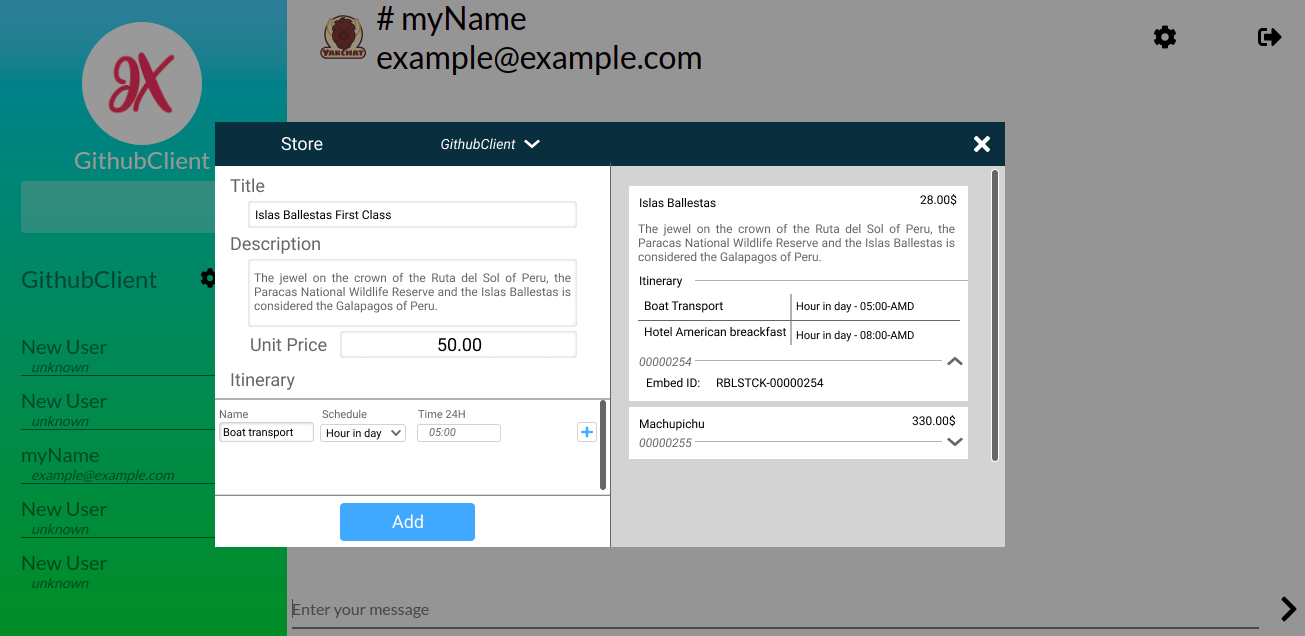 YAKCHAT
# myName
example@example.com
JX
GithubClient
GithubClient
New User
unknown
New User
unknown
myName
example@example.com
New User
unknown
New User
unknown
Store
GithubClient
Title
Islas Ballestas First Class
Description
The jewel on the crown of the Ruta del Sol of Peru, the
Paracas National Wildlife Reserve and the Islas Ballestas is
considered the Galapagos of Peru.
Unit Price
50.00
Itinerary
Name Schedule Time 24H
Boat transport Hour in day 05:00 +
Add
Islas Ballestas 28.00$
The jewel on the crown of the Ruta del Sol of Peru, the
Paracas National Wildlife Reserve and the Islas Ballestas is
considered the Galapagos of Peru.
Itinerary
Boat Transport Hour in day - 05:00-AMD
Hotel American breackfast Hour in day - 08:00-AMD
00000254
Embed ID: RBLSTCK-00000254
Machupichu 330.00$
00000255
Enter your message